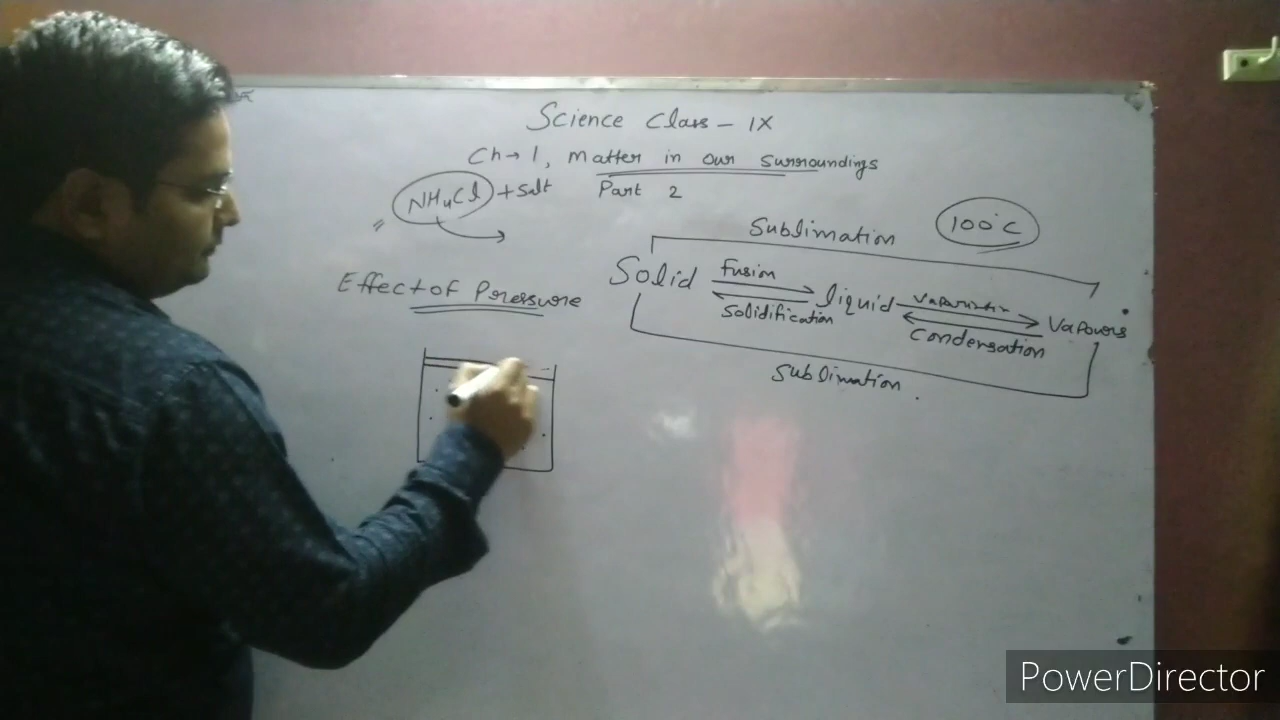 Science Class - IX
Ch → 1, Matter in our Surroundings
Part 2
NH4Cl + Salt
Effect of Pressure
Sublimation
100°C
Solid
Fusion
Solidification
liquid
Vaporization
Condensation
Vapours
Sublimation
PowerDirector